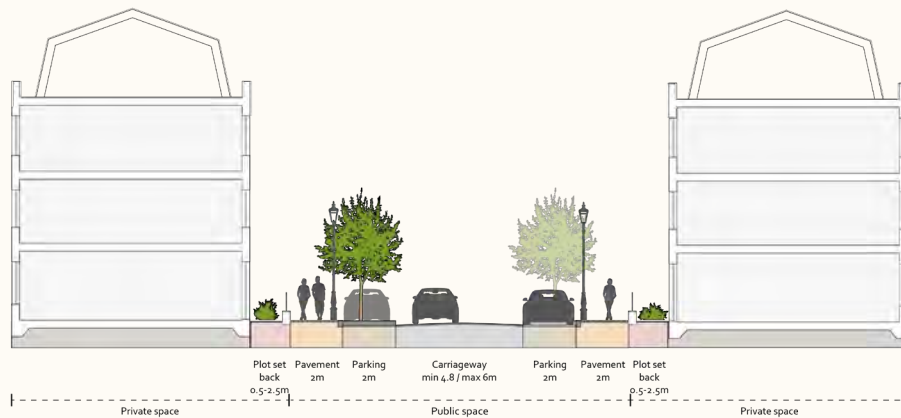 Plot set
back
0.5-2.5m
Pavement
2m
Parking
2m
Carriageway
min 4.8 / max 6m
Parking
2m
Pavement
2m
Plot set
back
0.5-2.5m
Private space
Public space
Private space